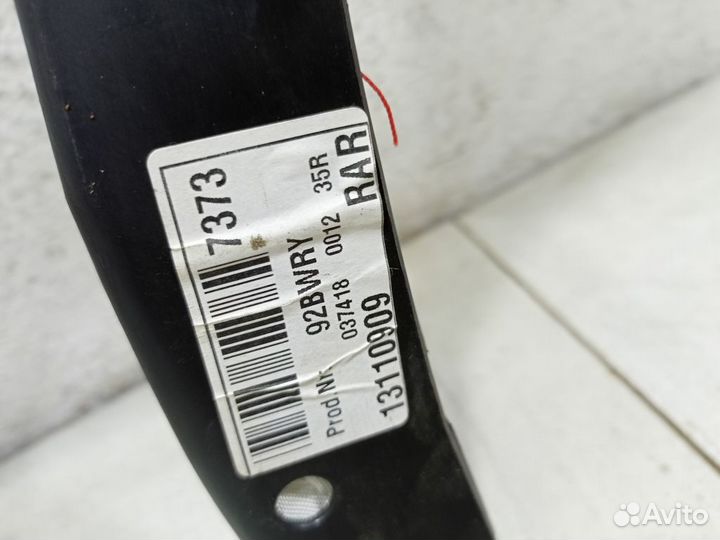 7373
92BWRY
Prod.Nr. 037418 0012 35R
13110909 RAR
Avito